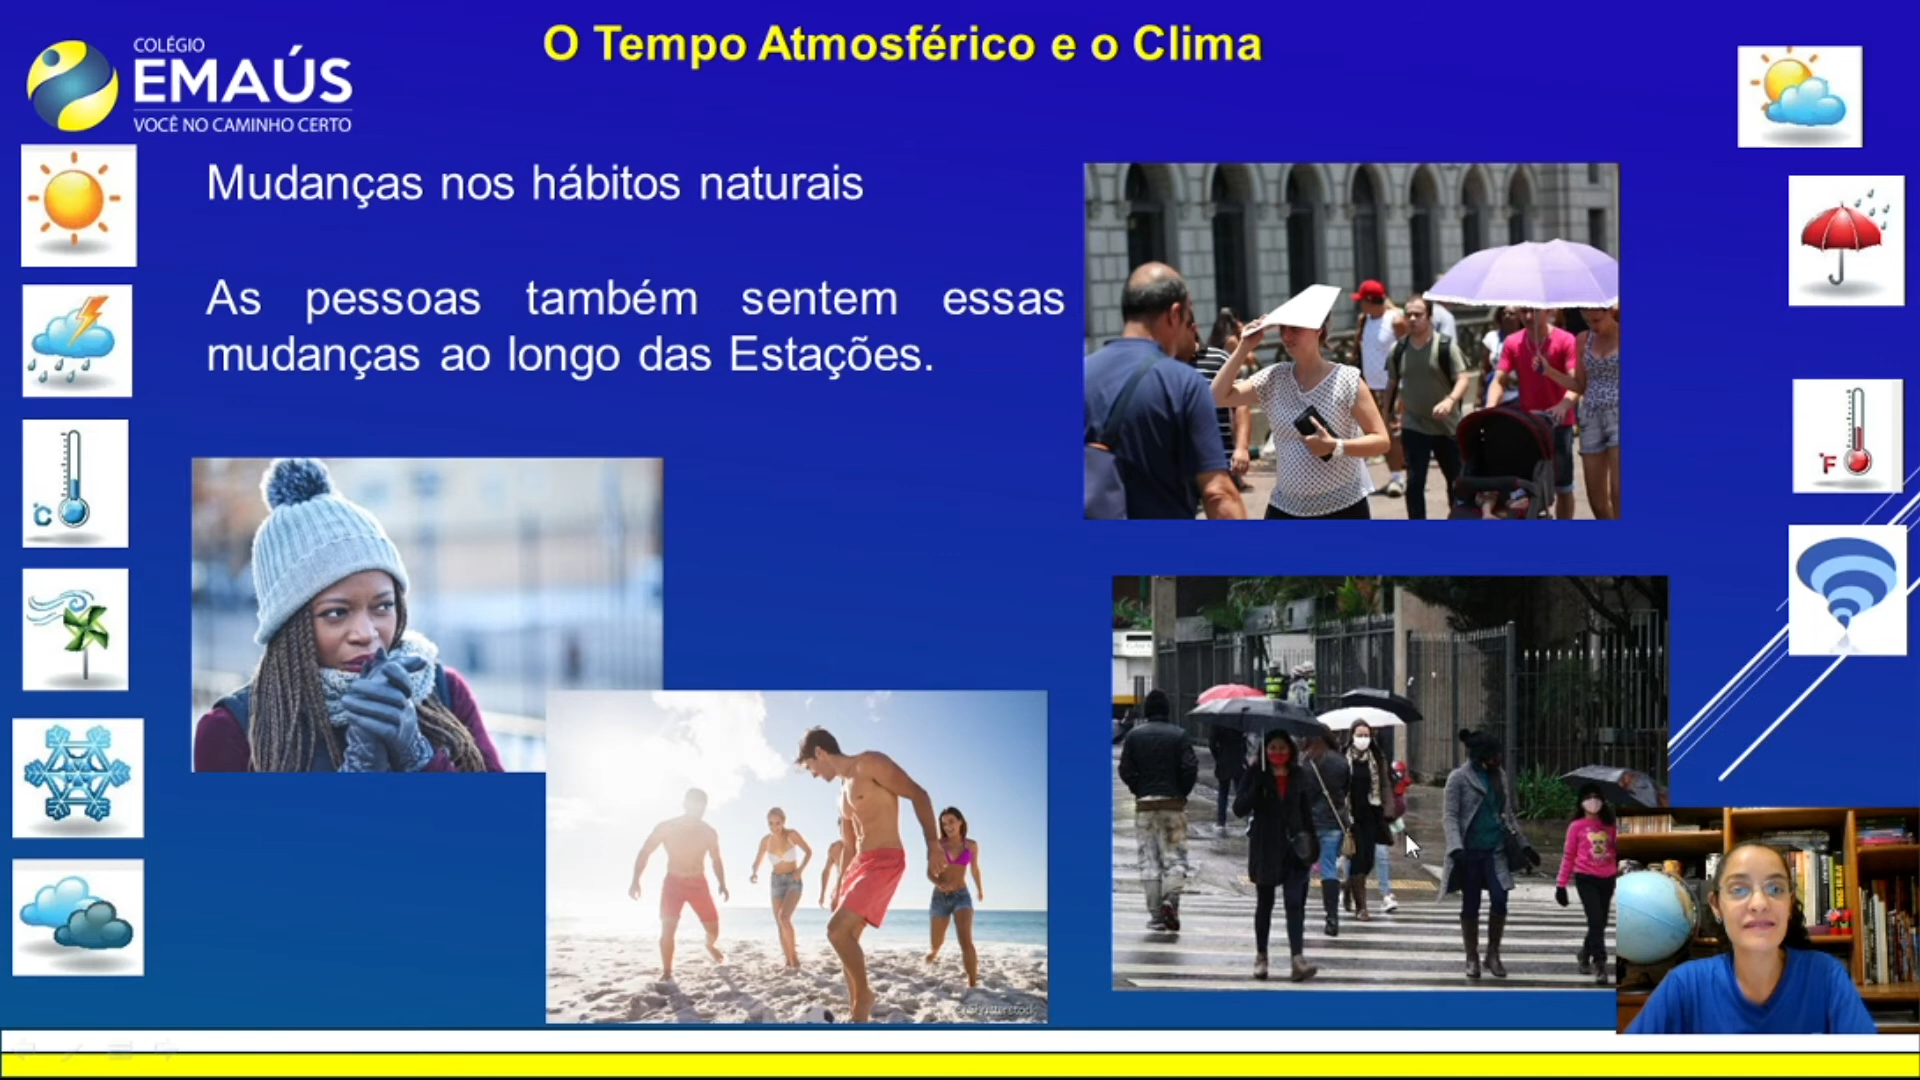 O Tempo Atmosférico e o Clima
COLÉGIO
EMAÚS
VOCÊ NO CAMINHO CERTO
Mudanças nos hábitos naturais
As pessoas também sentem essas
mudanças ao longo das Estações.
°C
°F